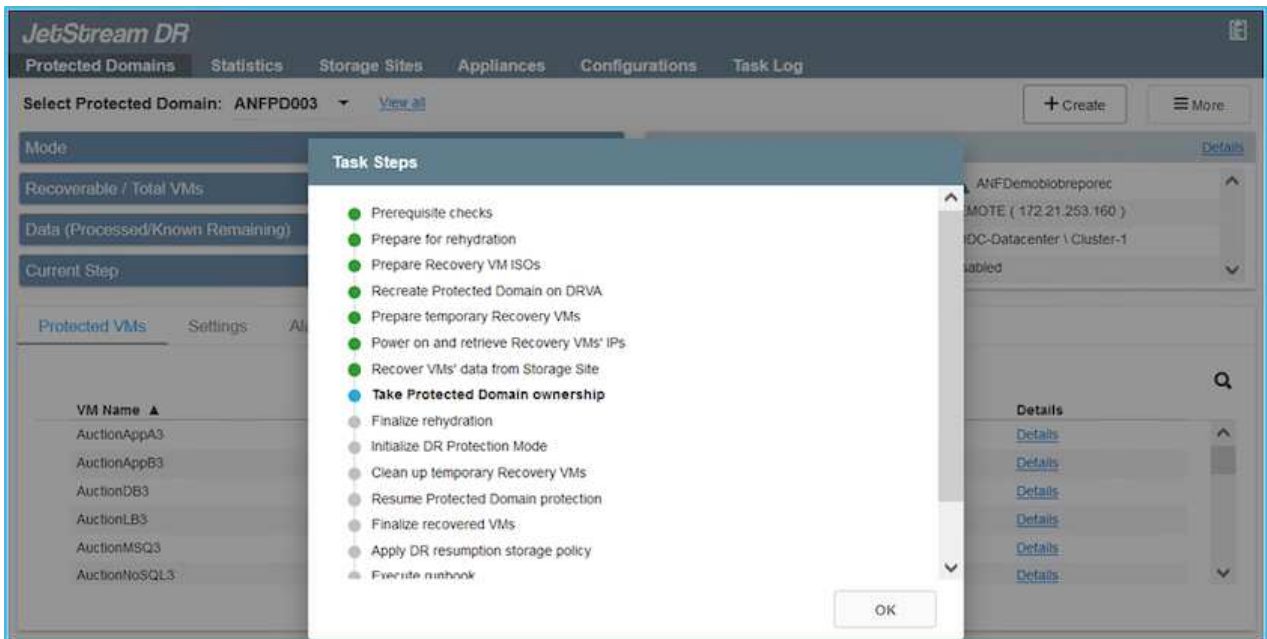 JetStream DR
Protected Domains Statistics Storage Sites Appliances Configurations Task Log
Select Protected Domain: ANFPD003 View all + Create More
Mode Details
Recoverable / Total VMs
Data (Processed/Known Remaining)
Current Step
ANFDemoblobreporec
MOTE ( 172.21.253.160 )
DC-Datacenter \ Cluster-1
abled
Task Steps
Prerequisite checks
Prepare for rehydration
Prepare Recovery VM ISOs
Recreate Protected Domain on DRVA
Prepare temporary Recovery VMs
Power on and retrieve Recovery VMs' IPs
Recover VMs' data from Storage Site
Take Protected Domain ownership
Finalize rehydration
Initialize DR Protection Mode
Clean up temporary Recovery VMs
Resume Protected Domain protection
Finalize recovered VMs
Apply DR resumption storage policy
Execute runbook
OK
Protected VMs Settings Al
VM Name ▲ Details
AuctionAppA3 Details
AuctionAppB3 Details
AuctionDB3 Details
AuctionLB3 Details
AuctionMSQ3 Details
AuctionNoSQL3 Details